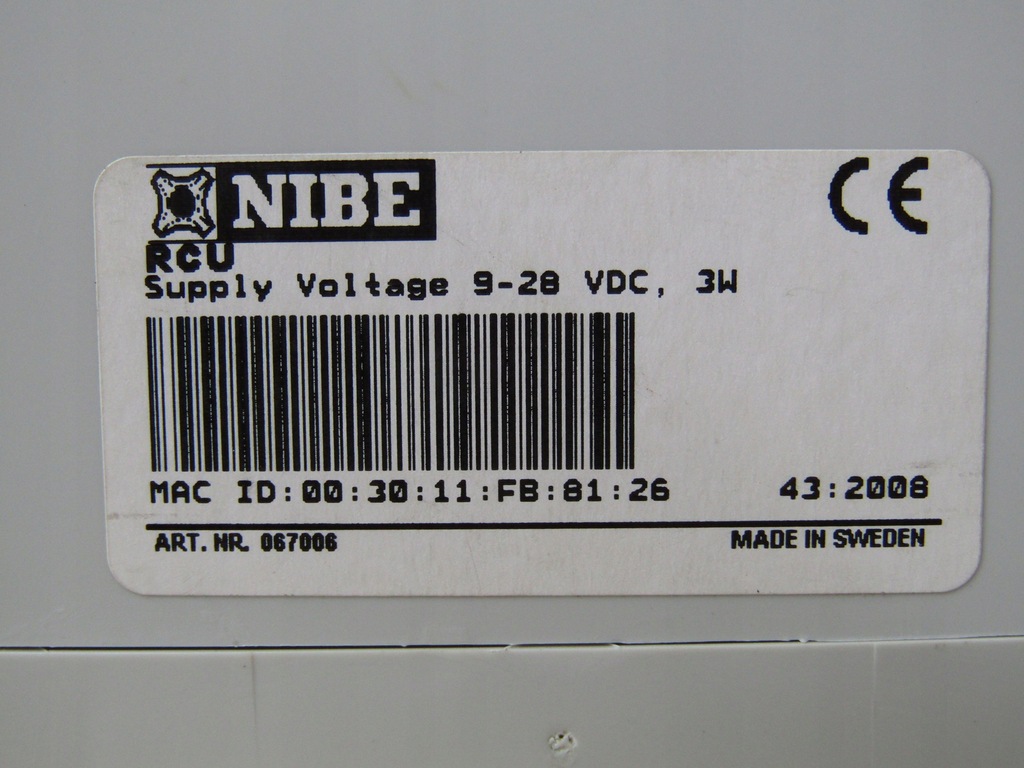 NIBE
CE
RCU
Supply Voltage 9-28 VDC, 3W
MAC ID:00:30:11:FB:81:26 43:2008
ART. NR. 067006 MADE IN SWEDEN